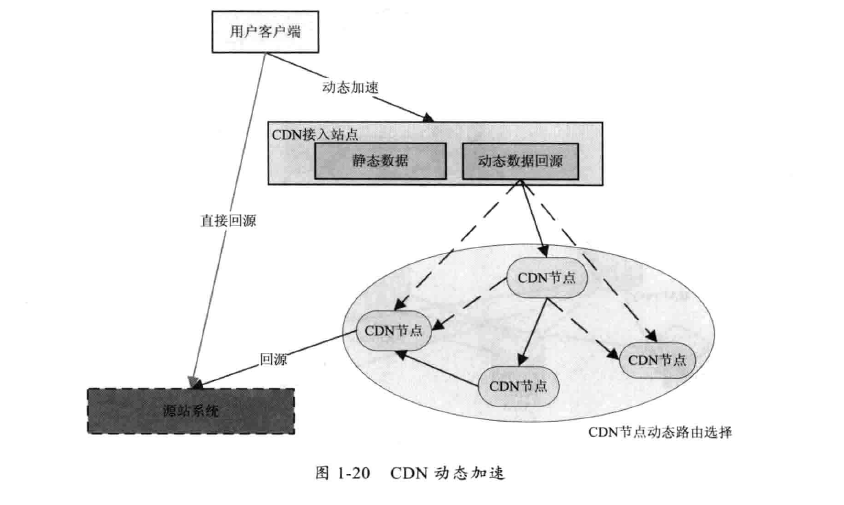 用户客户端
动态加速
CDN接入站点
静态数据
动态数据回源
直接回源
CDN节点
CDN节点
CDN节点
CDN节点
回源
源站系统
CDN节点动态路由选择
图 1-20 CDN 动态加速